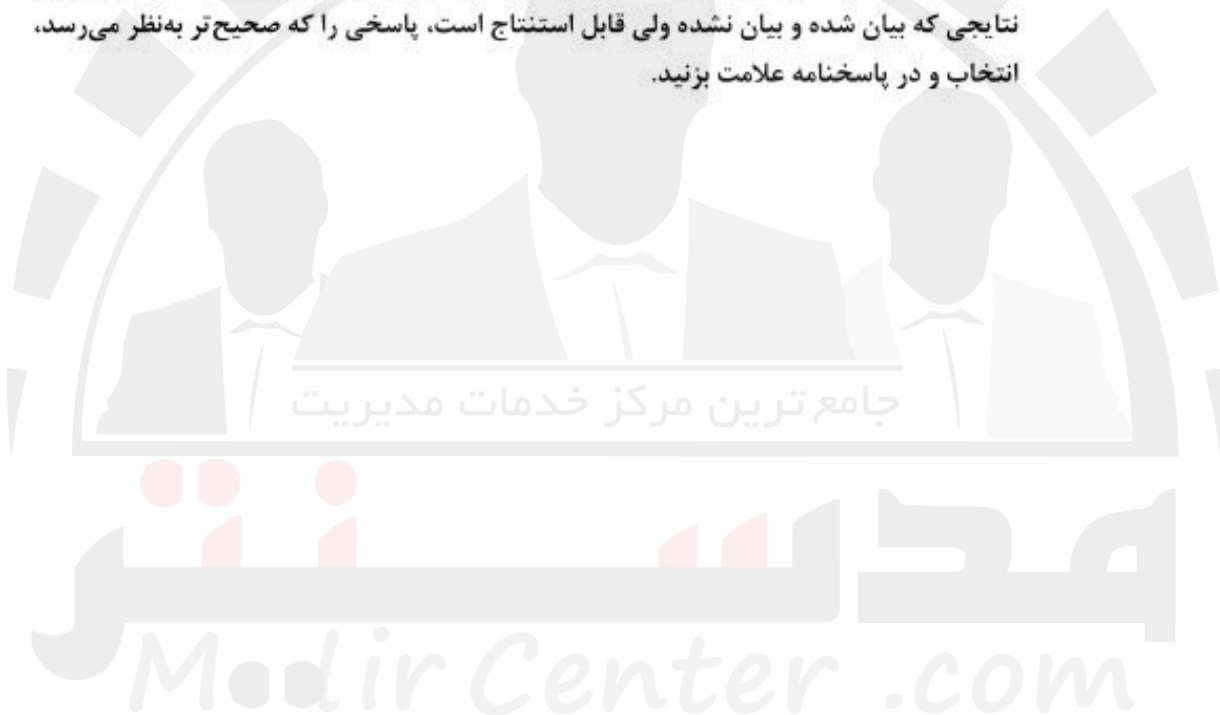 نتایجی که بیان شده و بیان نشده ولی قابل استنتاج است، پاسخی را که صحیح‌تر به‌نظر می‌رسد،
انتخاب و در پاسخنامه علامت بزنید.
جامع ترین مرکز خدمات مدیریت
مدسنتر
Modir Center .com